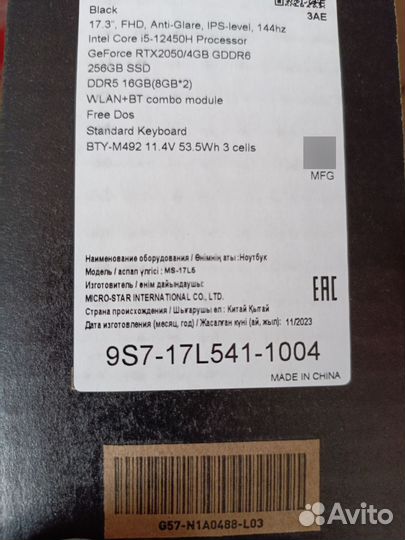 Black
3AE
17.3", FHD, Anti-Glare, IPS-level, 144hz
Intel Core i5-12450H Processor
GeForce RTX2050/4GB GDDR6
256GB SSD
DDR5 16GB(8GB*2)
WLAN+BT combo module
Free Dos
Standard Keyboard
BTY-M492 11.4V 53.5Wh 3 cells
MFG
Наименование оборудования / Өнімнің аты : Ноутбук
Модель / аспап үлгісі : MS-17L5
Изготовитель / өнім дайындаушы:
MICRO-STAR INTERNATIONAL CO., LTD.
Страна происхождения / Шығарушы ел : Китай Қытай
Дата изготовления (месяц, год) / Жасалған күні (ай, жыл): 11/2023
EAC
9S7-17L541-1004
MADE IN CHINA
G57-N1A0488-L03
Avito